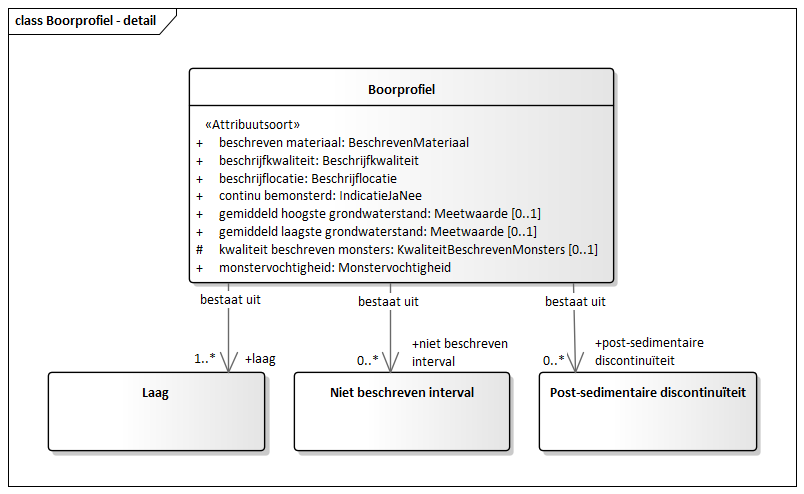 class Boorprofiel - detail
Boorprofiel
«Attribuutsoort»
+ beschreven materiaal: BeschrevenMateriaal
+ beschrijfkwaliteit: Beschrijfkwaliteit
+ beschrijflocatie: Beschrijflocatie
+ continu bemonsterd: IndicatieJaNee
+ gemiddeld hoogste grondwaterstand: Meetwaarde [0..1]
+ gemiddeld laagste grondwaterstand: Meetwaarde [0..1]
# kwaliteit beschreven monsters: KwaliteitBeschrevenMonsters [0..1]
+ monstervochtigheid: Monstervochtigheid
bestaat uit
bestaat uit
bestaat uit
1..* +laag
0..* +niet beschreven
interval
0..* +post-sedimentaire
discontinuïteit
Laag
Niet beschreven interval
Post-sedimentaire discontinuïteit